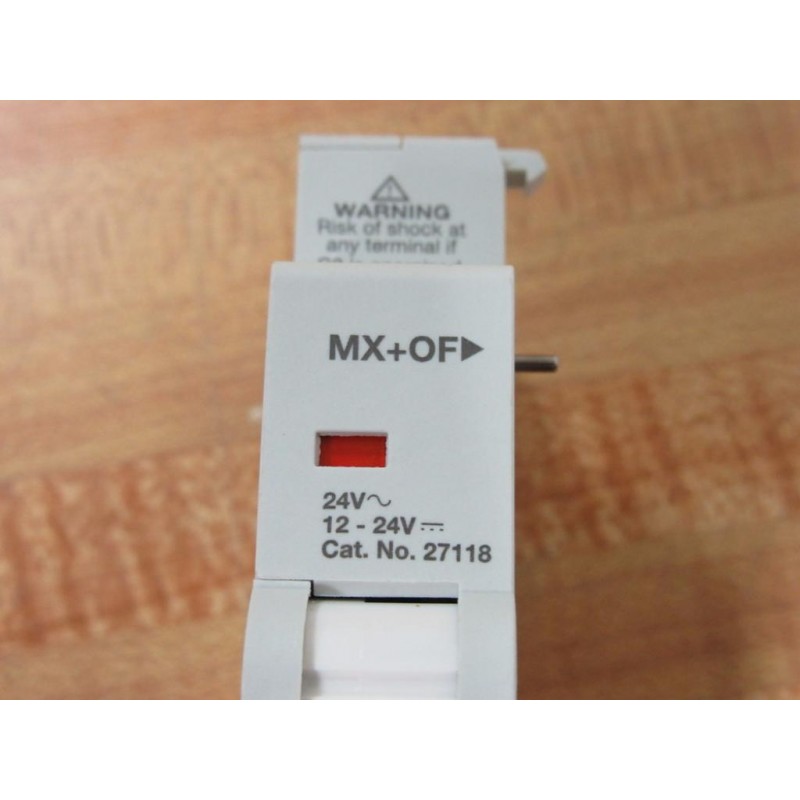 WARNING
Risk of shock at
any terminal if
MX+OF▶
24V~
12 - 24V⎓
Cat. No. 27118